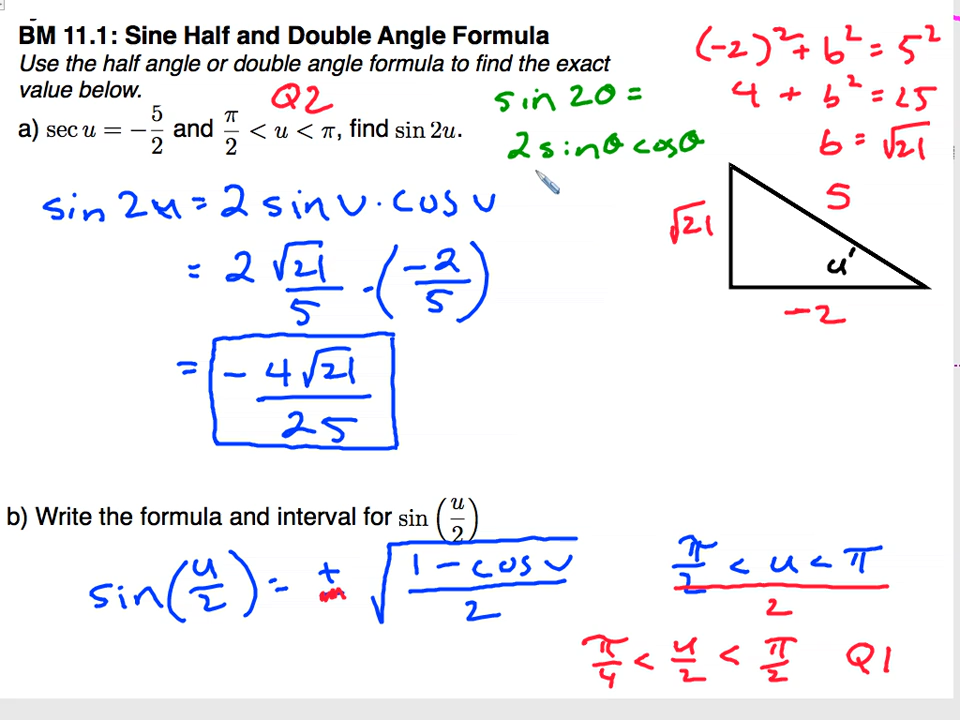 BM 11.1: Sine Half and Double Angle Formula
Use the half angle or double angle formula to find the exact
value below.
Q2
a) sec u = −5/2 and π/2 < u < π, find sin 2u.
sin 2θ =
2 sinθ cosθ
(-2)² + b² = 5²
4 + b² = 25
b = √21
√21
5
u
-2
sin 2u = 2 sin u · cos u
= 2 √21/5 · (-2/5)
= - 4√21/25
b) Write the formula and interval for sin (u/2)
sin(u/2) = + √((1 - cos u)/2)
π/2 < u < π
2
π/4 < u/2 < π/2 Q1